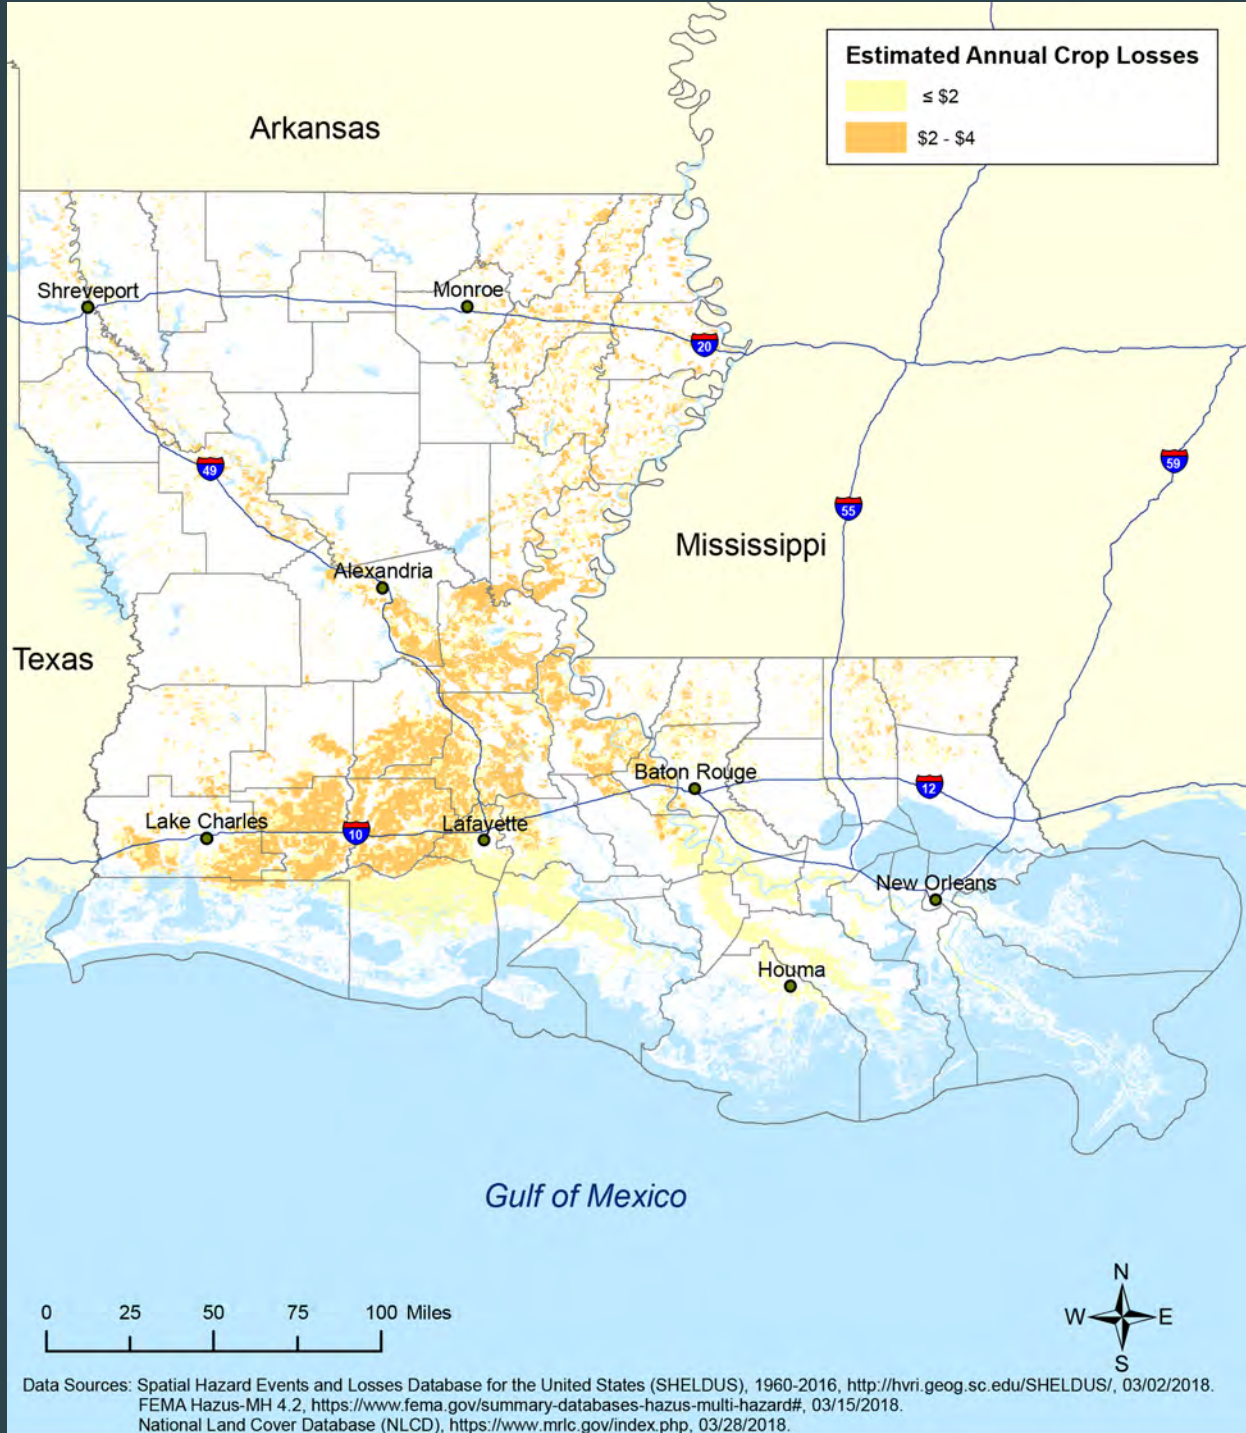 Estimated Annual Crop Losses
≤ $2
$2 - $4
Arkansas
Shreveport
Monroe
20
49
59
55
Mississippi
Alexandria
Texas
Baton Rouge
12
Lake Charles
10
Lafayette
New Orleans
Houma
Gulf of Mexico
N
W
E
S
0 25 50 75 100 Miles
Data Sources: Spatial Hazard Events and Losses Database for the United States (SHELDUS), 1960-2016, http://hvri.geog.sc.edu/SHELDUS/, 03/02/2018.
FEMA Hazus-MH 4.2, https://www.fema.gov/summary-databases-hazus-multi-hazard#, 03/15/2018.
National Land Cover Database (NLCD), https://www.mrlc.gov/index.php, 03/28/2018.